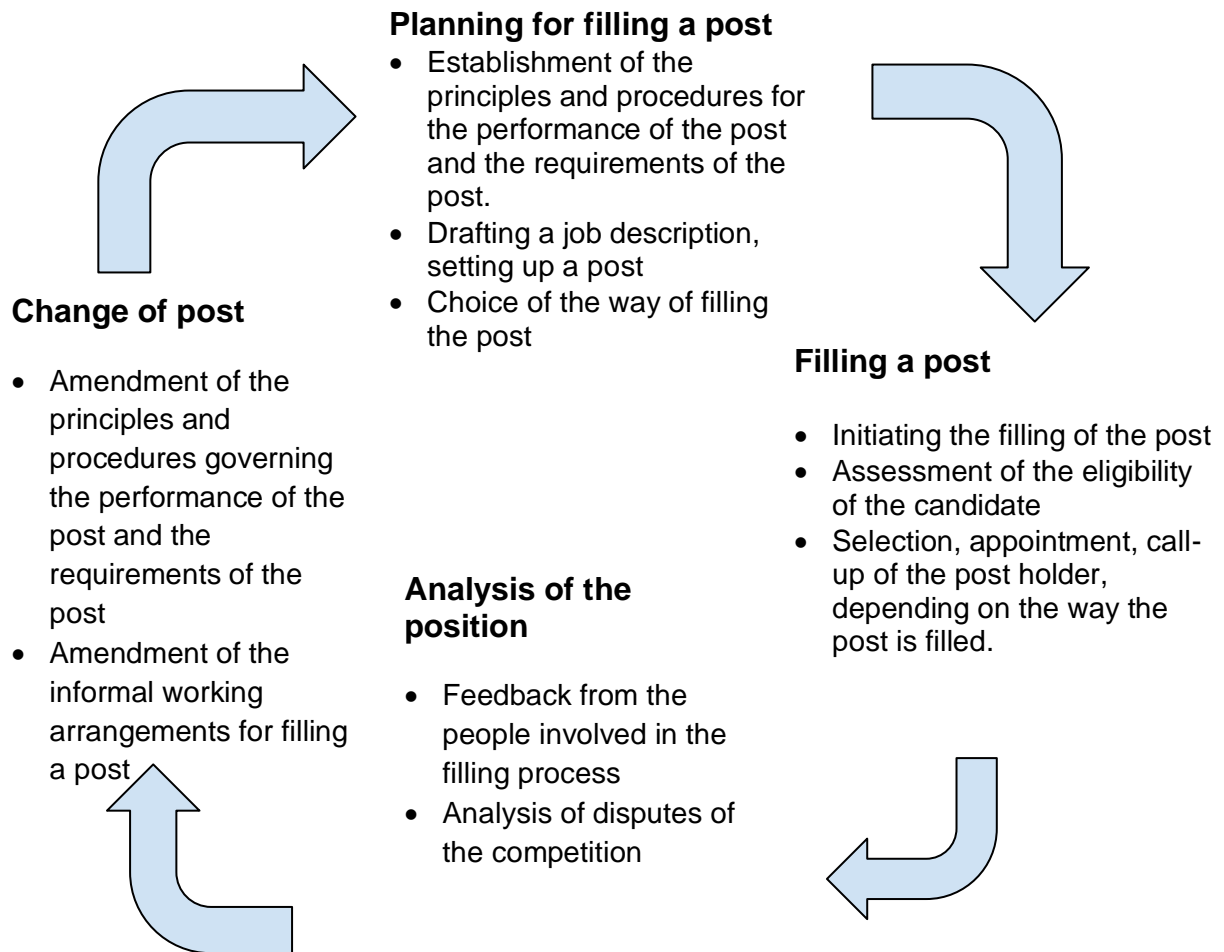 Planning for filling a post
• Establishment of the
principles and procedures for
the performance of the post
and the requirements of the
post.
• Drafting a job description,
setting up a post
• Choice of the way of filling
the post
Filling a post
• Initiating the filling of the post
• Assessment of the eligibility
of the candidate
• Selection, appointment, call-
up of the post holder,
depending on the way the
post is filled.
Analysis of the
position
• Feedback from the
people involved in the
filling process
• Analysis of disputes of
the competition
Change of post
• Amendment of the
principles and
procedures governing
the performance of the
post and the
requirements of the
post
• Amendment of the
informal working
arrangements for filling
a post